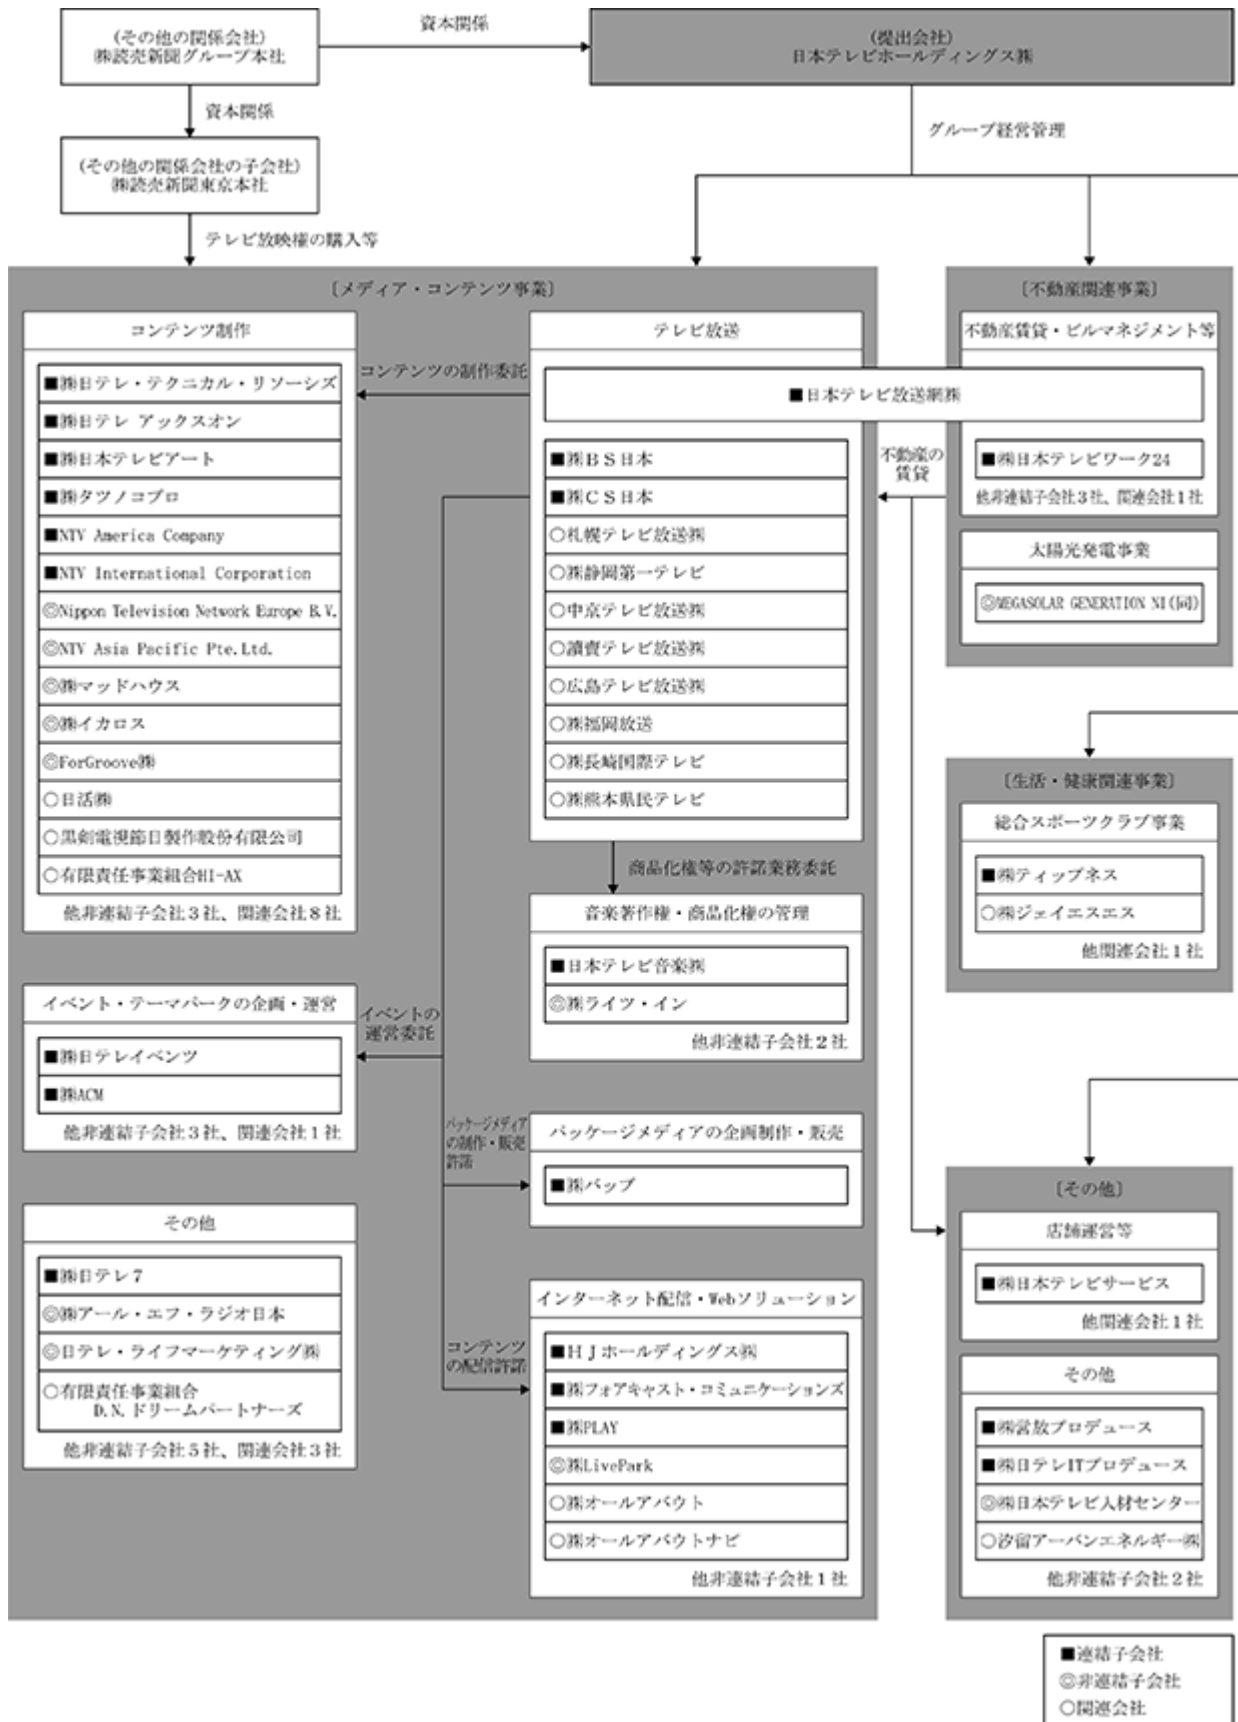 (その他の関係会社)
㈱読売新聞グループ本社
資本関係
(提出会社)
日本テレビホールディングス㈱
資本関係
グループ経営管理
(その他の関係会社の子会社)
㈱読売新聞東京本社
テレビ放映権の購入等
〔メディア・コンテンツ事業〕
コンテンツ制作
■㈱日テレ・テクニカル・リソーシズ
■㈱日テレ アックスオン
■㈱日本テレビアート
■㈱タツノコプロ
■NTV America Company
■NTV International Corporation
◎Nippon Television Network Europe B.V.
◎NTV Asia Pacific Pte.Ltd.
◎㈱マッドハウス
◎㈱イカロス
◎ForGroove㈱
○日活㈱
○黒剣電視節目製作股份有限公司
○有限責任事業組合HI-AX
他非連結子会社3社、関連会社8社
コンテンツの制作委託
テレビ放送
■日本テレビ放送網㈱
■㈱BS日本
■㈱CS日本
○札幌テレビ放送㈱
○㈱静岡第一テレビ
○中京テレビ放送㈱
○讀賣テレビ放送㈱
○広島テレビ放送㈱
○㈱福岡放送
○㈱長崎国際テレビ
○㈱熊本県民テレビ
商品化権等の許諾業務委託
音楽著作権・商品化権の管理
■日本テレビ音楽㈱
◎㈱ライツ・イン
他非連結子会社2社
イベント・テーマパークの企画・運営
■㈱日テレイベンツ
■㈱ACM
他非連結子会社3社、関連会社1社
イベントの
運営委託
パッケージメディア
の制作・販売
許諾
パッケージメディアの企画制作・販売
■㈱バップ
その他
■㈱日テレ7
◎㈱アール・エフ・ラジオ日本
◎日テレ・ライフマーケティング㈱
○有限責任事業組合
D.N.ドリームパートナーズ
他非連結子会社5社、関連会社3社
コンテンツ
の配信許諾
インターネット配信・Webソリューション
■HJホールディングス㈱
■㈱フォアキャスト・コミュニケーションズ
■㈱PLAY
◎㈱LivePark
○㈱オールアバウト
○㈱オールアバウトナビ
他非連結子会社1社
〔不動産関連事業〕
不動産賃貸・ビルマネジメント等
■㈱日本テレビワーク24
他非連結子会社3社、関連会社1社
不動産の
賃貸
太陽光発電事業
◎MEGASOLAR GENERATION NI(同)
〔生活・健康関連事業〕
総合スポーツクラブ事業
■㈱ティップネス
○㈱ジェイエスエス
他関連会社1社
〔その他〕
店舗運営等
■㈱日本テレビサービス
他関連会社1社
その他
■㈱営放プロデュース
■㈱日テレITプロデュース
◎㈱日本テレビ人材センター
○汐留アーバンエネルギー㈱
他非連結子会社2社
■連結子会社
◎非連結子会社
○関連会社